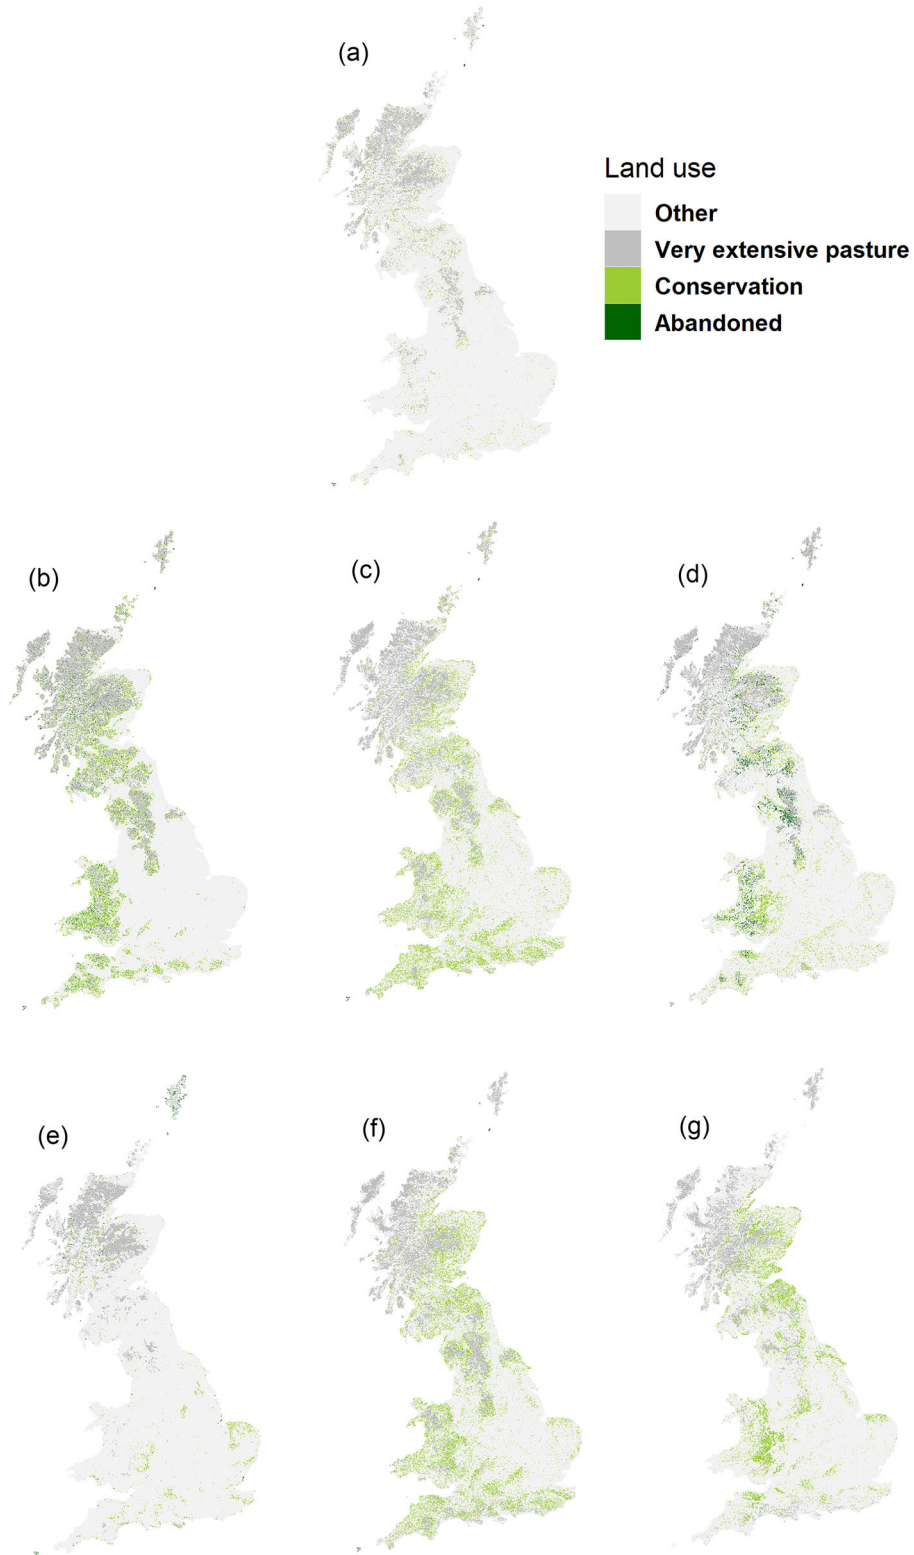 (a)
Land use
Other
Very extensive pasture
Conservation
Abandoned
(b)
(c)
(d)
(e)
(f)
(g)